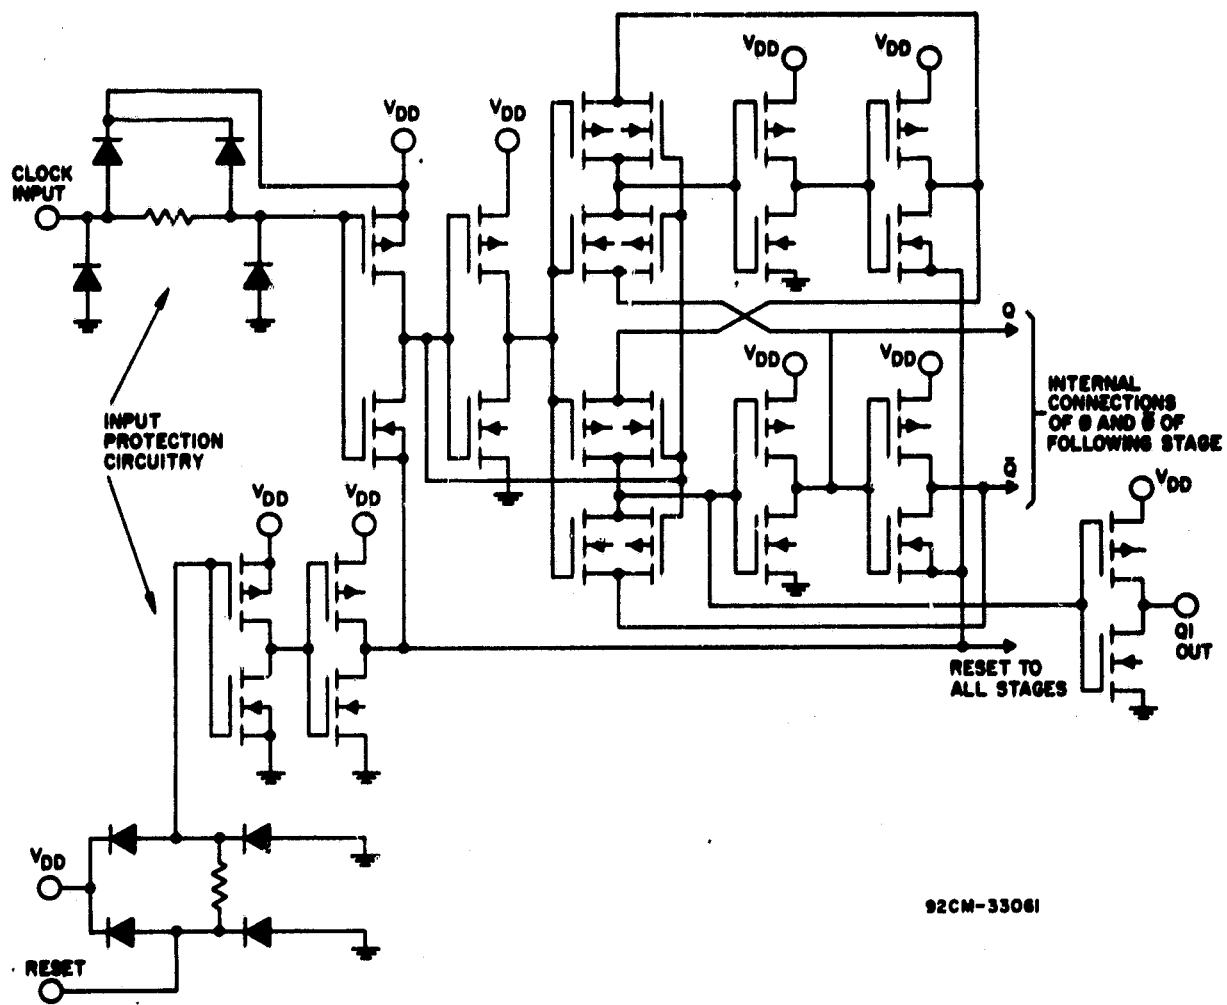 CLOCK
INPUT
VDD
VDD
VDD
VDD
INPUT
PROTECTION
CIRCUITRY
VDD
VDD
Q
Q̄
INTERNAL
CONNECTIONS
OF Θ AND Θ̄ OF
FOLLOWING STAGE
VDD
VDD
VDD
Q1
OUT
RESET TO
ALL STAGES
VDD
RESET
92CM-33061